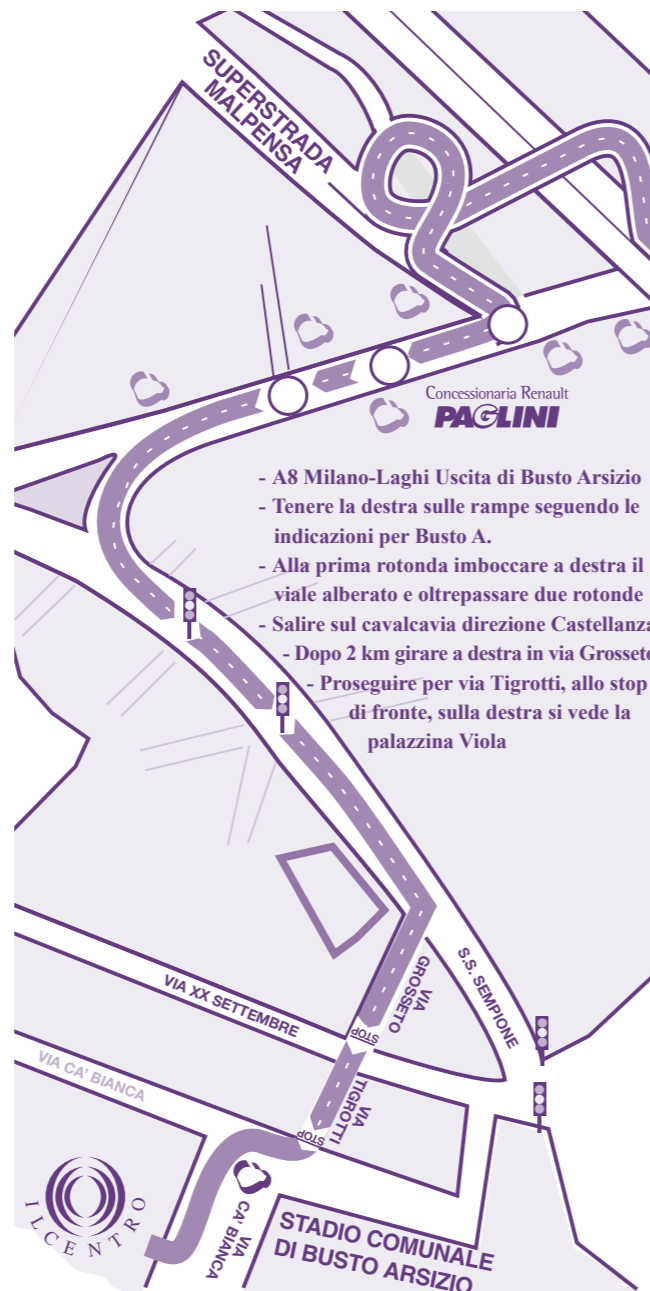 SUPERSTRADA
MALPENSA
Concessionaria Renault
PAGLINI
- A8 Milano-Laghi Uscita di Busto Arsizio
- Tenere la destra sulle rampe seguendo le
indicazioni per Busto A.
- Alla prima rotonda imboccare a destra il
viale alberato e oltrepassare due rotonde
- Salire sul cavalcavia direzione Castellanza
- Dopo 2 km girare a destra in via Grosseto
- Proseguire per via Tigrotti, allo stop
di fronte, sulla destra si vede la
palazzina Viola
VIA
GROSSETO
S.S. SEMPIONE
VIA XX SETTEMBRE
STOP
VIA CA' BIANCA
VIA
TIGROTTI
STOP
VIA
CA' BIANCA
IL CENTRO
STADIO COMUNALE
DI BUSTO ARSIZIO